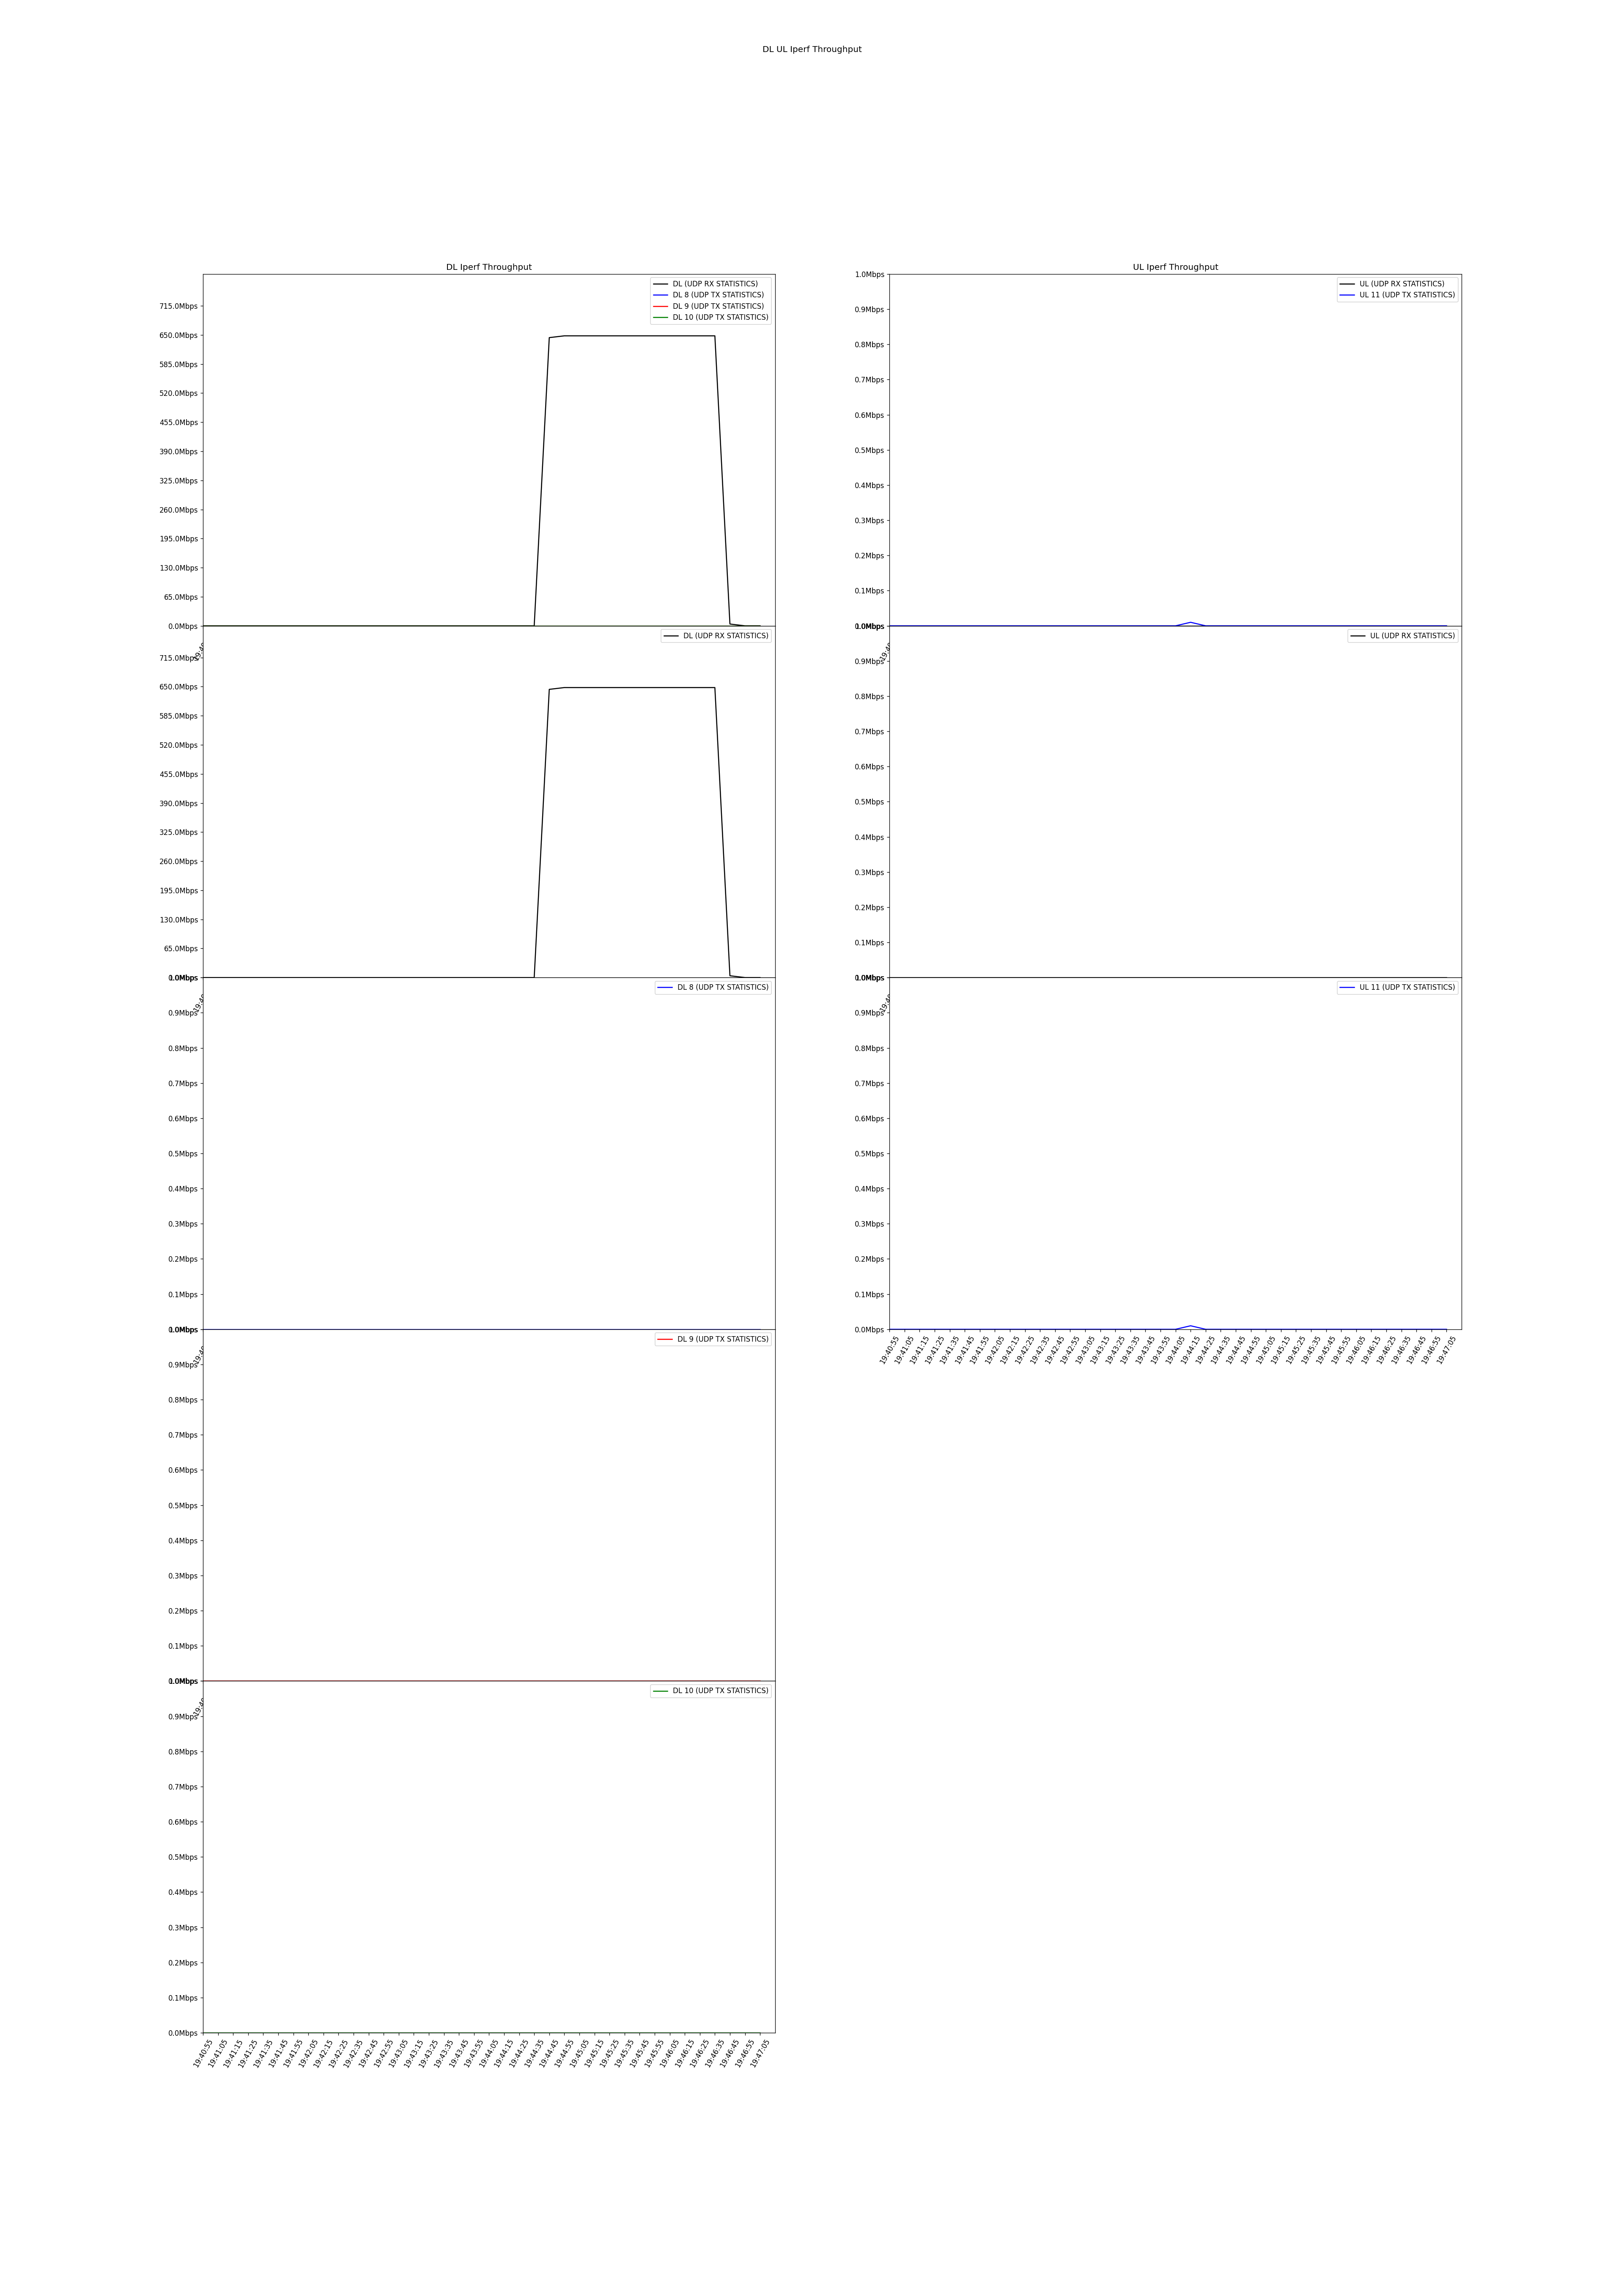 DL UL Iperf Throughput
DL Iperf Throughput
DL (UDP RX STATISTICS)
DL 8 (UDP TX STATISTICS)
DL 9 (UDP TX STATISTICS)
DL 10 (UDP TX STATISTICS)
715.0Mbps
650.0Mbps
585.0Mbps
520.0Mbps
455.0Mbps
390.0Mbps
325.0Mbps
260.0Mbps
195.0Mbps
130.0Mbps
65.0Mbps
0.0Mbps
DL (UDP RX STATISTICS)
715.0Mbps
650.0Mbps
585.0Mbps
520.0Mbps
455.0Mbps
390.0Mbps
325.0Mbps
260.0Mbps
195.0Mbps
130.0Mbps
65.0Mbps
DL 8 (UDP TX STATISTICS)
0.9Mbps
0.8Mbps
0.7Mbps
0.6Mbps
0.5Mbps
0.4Mbps
0.3Mbps
0.2Mbps
0.1Mbps
DL 9 (UDP TX STATISTICS)
0.9Mbps
0.8Mbps
0.7Mbps
0.6Mbps
0.5Mbps
0.4Mbps
0.3Mbps
0.2Mbps
0.1Mbps
DL 10 (UDP TX STATISTICS)
0.9Mbps
0.8Mbps
0.7Mbps
0.6Mbps
0.5Mbps
0.4Mbps
0.3Mbps
0.2Mbps
0.1Mbps
0.0Mbps
19:40:55
19:41:05
19:41:15
19:41:25
19:41:35
19:41:45
19:41:55
19:42:05
19:42:15
19:42:25
19:42:35
19:42:45
19:42:55
19:43:05
19:43:15
19:43:25
19:43:35
19:43:45
19:43:55
19:44:05
19:44:15
19:44:25
19:44:35
19:44:45
19:44:55
19:45:05
19:45:15
19:45:25
19:45:35
19:45:45
19:45:55
19:46:05
19:46:15
19:46:25
19:46:35
19:46:45
19:46:55
19:47:05
UL Iperf Throughput
UL (UDP RX STATISTICS)
UL 11 (UDP TX STATISTICS)
1.0Mbps
0.9Mbps
0.8Mbps
0.7Mbps
0.6Mbps
0.5Mbps
0.4Mbps
0.3Mbps
0.2Mbps
0.1Mbps
UL (UDP RX STATISTICS)
0.9Mbps
0.8Mbps
0.7Mbps
0.6Mbps
0.5Mbps
0.4Mbps
0.3Mbps
0.2Mbps
0.1Mbps
UL 11 (UDP TX STATISTICS)
0.9Mbps
0.8Mbps
0.7Mbps
0.6Mbps
0.5Mbps
0.4Mbps
0.3Mbps
0.2Mbps
0.1Mbps
0.0Mbps
19:40:55
19:41:05
19:41:15
19:41:25
19:41:35
19:41:45
19:41:55
19:42:05
19:42:15
19:42:25
19:42:35
19:42:45
19:42:55
19:43:05
19:43:15
19:43:25
19:43:35
19:43:45
19:43:55
19:44:05
19:44:15
19:44:25
19:44:35
19:44:45
19:44:55
19:45:05
19:45:15
19:45:25
19:45:35
19:45:45
19:45:55
19:46:05
19:46:15
19:46:25
19:46:35
19:46:45
19:46:55
19:47:05